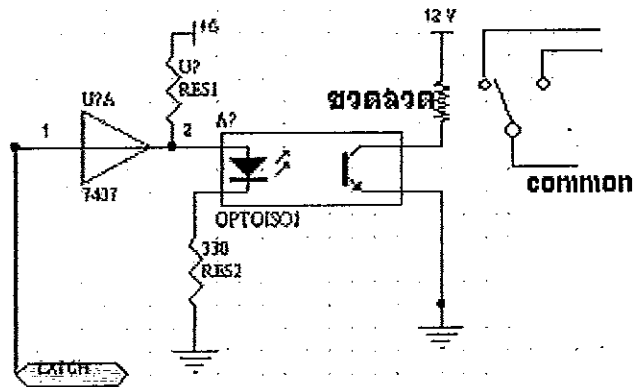 12 V
+5
U?
RES1
ขดลวด
U?A
1
2
A?
7407
common
OPTOISO1
330
RES2
LATCH